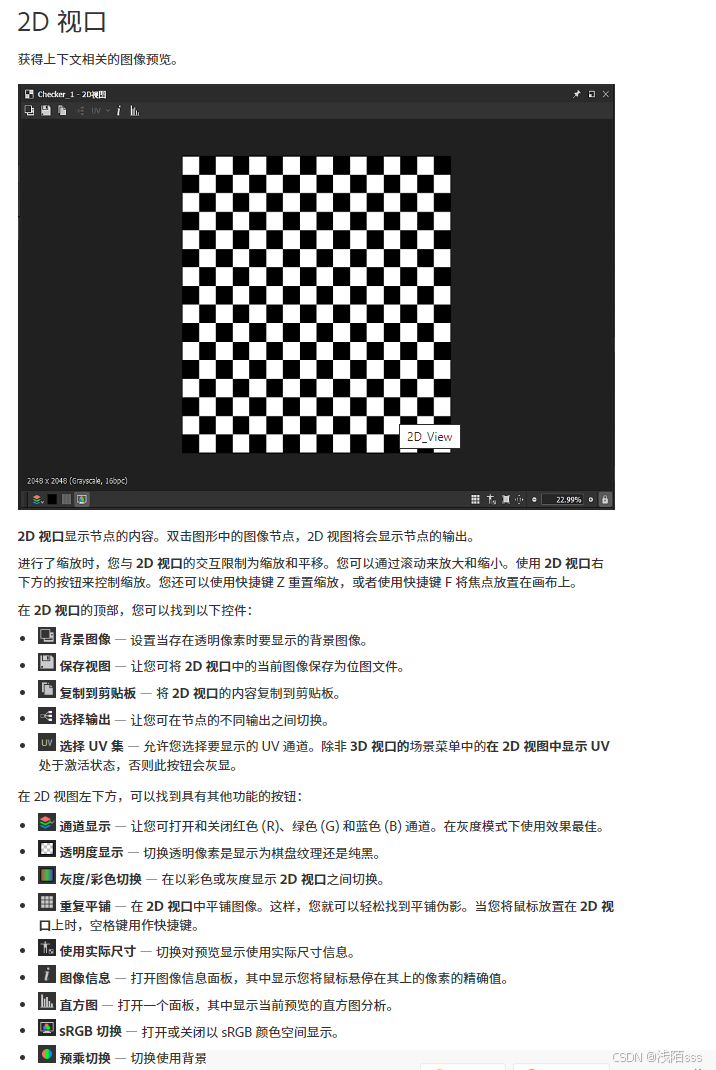 2D 视口
获得上下文相关的图像预览。
Checker_1 - 2D视图
UV
i
2D_View
2048 x 2048 (Grayscale, 16bpc)
22.99%
2D 视口显示节点的内容。双击图形中的图像节点，2D 视图将会显示节点的输出。
进行了缩放时，您与 2D 视口的交互限制为缩放和平移。您可以通过滚动来放大和缩小。使用 2D 视口右
下方的按钮来控制缩放。您还可以使用快捷键 Z 重置缩放，或者使用快捷键 F 将焦点放置在画布上。
在 2D 视口的顶部，您可以找到以下控件：
• 背景图像 — 设置当存在透明像素时要显示的背景图像。
• 保存视图 — 让您可将 2D 视口中的当前图像保存为位图文件。
• 复制到剪贴板 — 将 2D 视口的内容复制到剪贴板。
• 选择输出 — 让您可在节点的不同输出之间切换。
• UV 选择 UV 集 — 允许您选择要显示的 UV 通道。除非 3D 视口的场景菜单中的在 2D 视图中显示 UV
处于激活状态，否则此按钮会灰显。
在 2D 视图左下方，可以找到具有其他功能的按钮：
• 通道显示 — 让您可打开和关闭红色 (R)、绿色 (G) 和蓝色 (B) 通道。在灰度模式下使用效果最佳。
• 透明度显示 — 切换透明像素是显示为棋盘纹理还是纯黑。
• 灰度/彩色切换 — 在以彩色或灰度显示 2D 视口之间切换。
• 重复平铺 — 在 2D 视口中平铺图像。这样，您就可以轻松找到平铺伪影。当您将鼠标放置在 2D 视
口上时，空格键用作快捷键。
• 使用实际尺寸 — 切换对预览显示使用实际尺寸信息。
• i 图像信息 — 打开图像信息面板，其中显示您将鼠标悬停在其上的像素的精确值。
• 直方图 — 打开一个面板，其中显示当前预览的直方图分析。
• sRGB 切换 — 打开或关闭以 sRGB 颜色空间显示。
• 预乘切换 — 切换使用背景
CSDN @浅陌sss